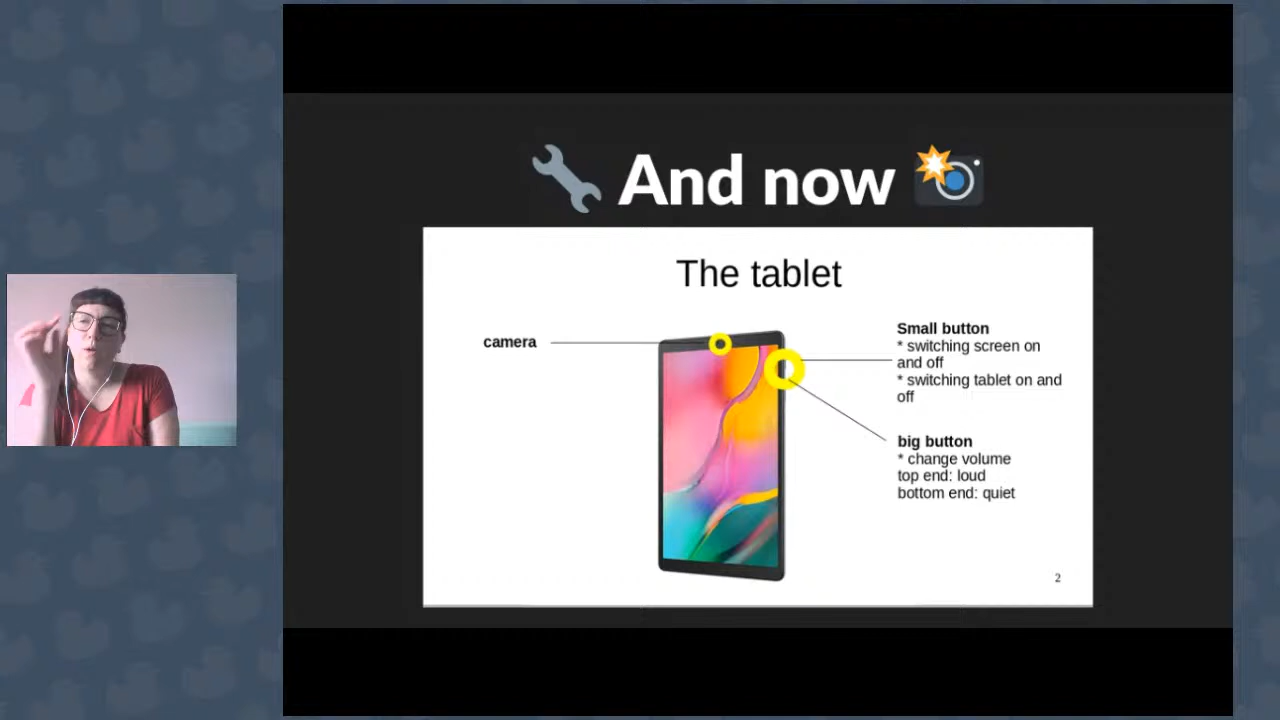 And now
The tablet
camera
Small button
* switching screen on
and off
* switching tablet on and
off
big button
* change volume
top end: loud
bottom end: quiet
2